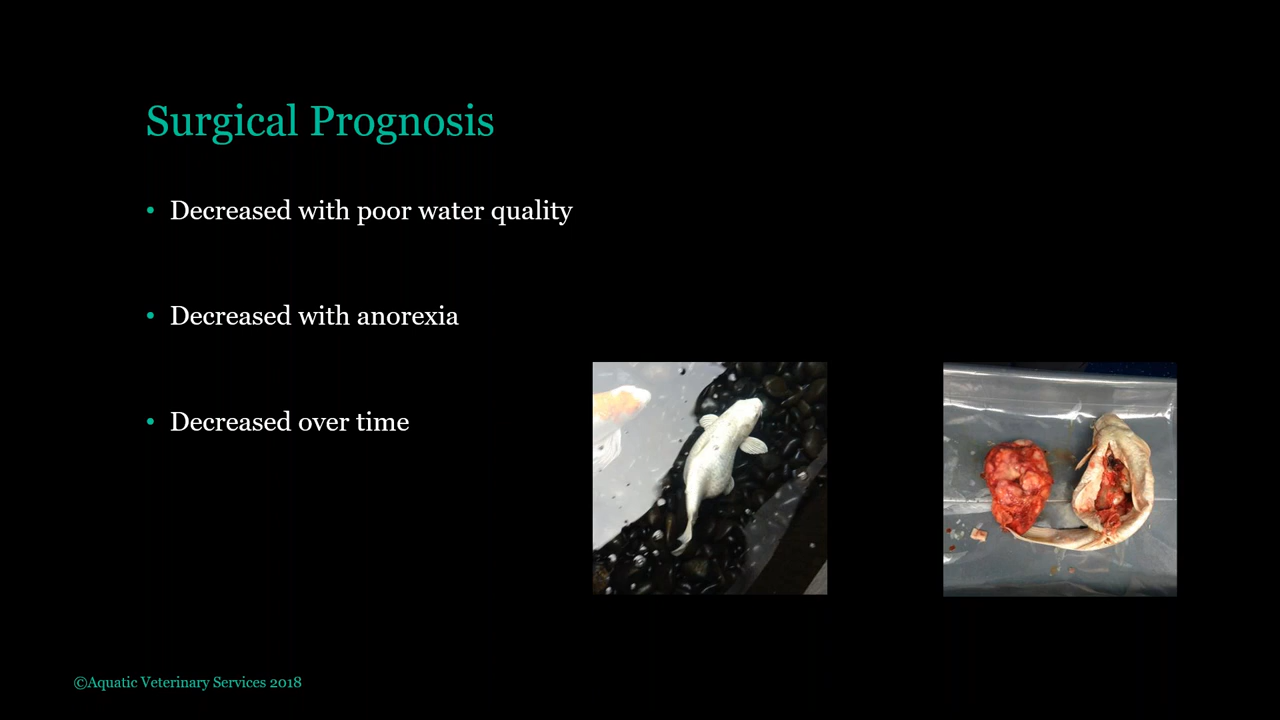 Surgical Prognosis
• Decreased with poor water quality
• Decreased with anorexia
• Decreased over time
©Aquatic Veterinary Services 2018